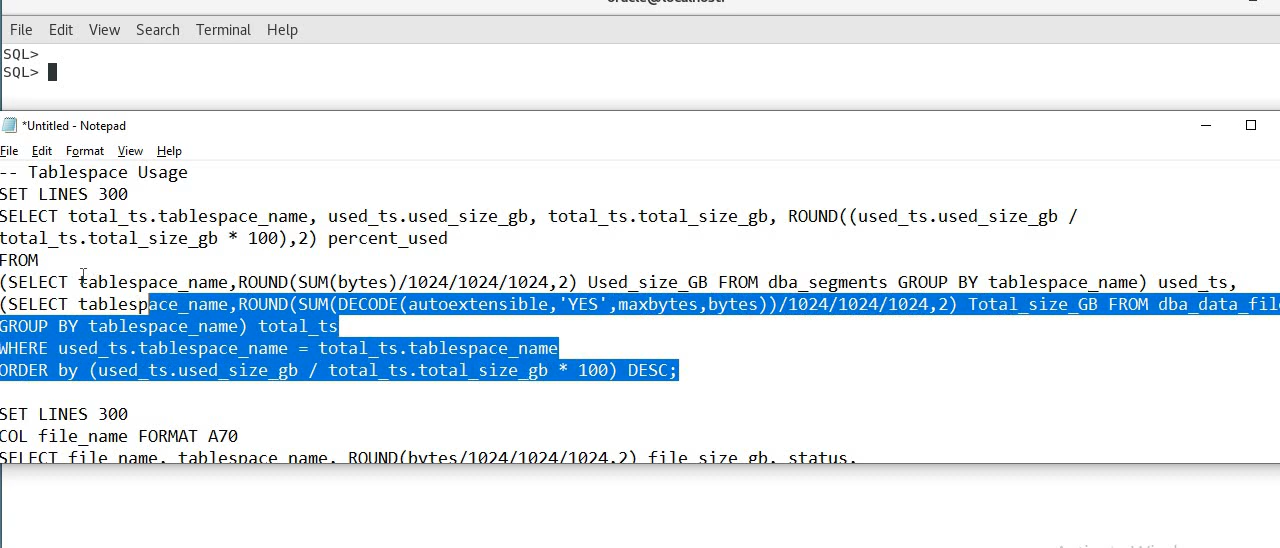 oracle@localhost:
File Edit View Search Terminal Help
SQL>
SQL>
*Untitled - Notepad
File Edit Format View Help
-- Tablespace Usage
SET LINES 300
SELECT total_ts.tablespace_name, used_ts.used_size_gb, total_ts.total_size_gb, ROUND((used_ts.used_size_gb /
total_ts.total_size_gb * 100),2) percent_used
FROM
(SELECT tablespace_name,ROUND(SUM(bytes)/1024/1024/1024,2) Used_size_GB FROM dba_segments GROUP BY tablespace_name) used_ts,
(SELECT tablespace_name,ROUND(SUM(DECODE(autoextensible,'YES',maxbytes,bytes))/1024/1024/1024,2) Total_size_GB FROM dba_data_file
GROUP BY tablespace_name) total_ts
WHERE used_ts.tablespace_name = total_ts.tablespace_name
ORDER by (used_ts.used_size_gb / total_ts.total_size_gb * 100) DESC;
SET LINES 300
COL file_name FORMAT A70
SELECT file_name, tablespace_name, ROUND(bytes/1024/1024/1024,2) file_size_gb, status,